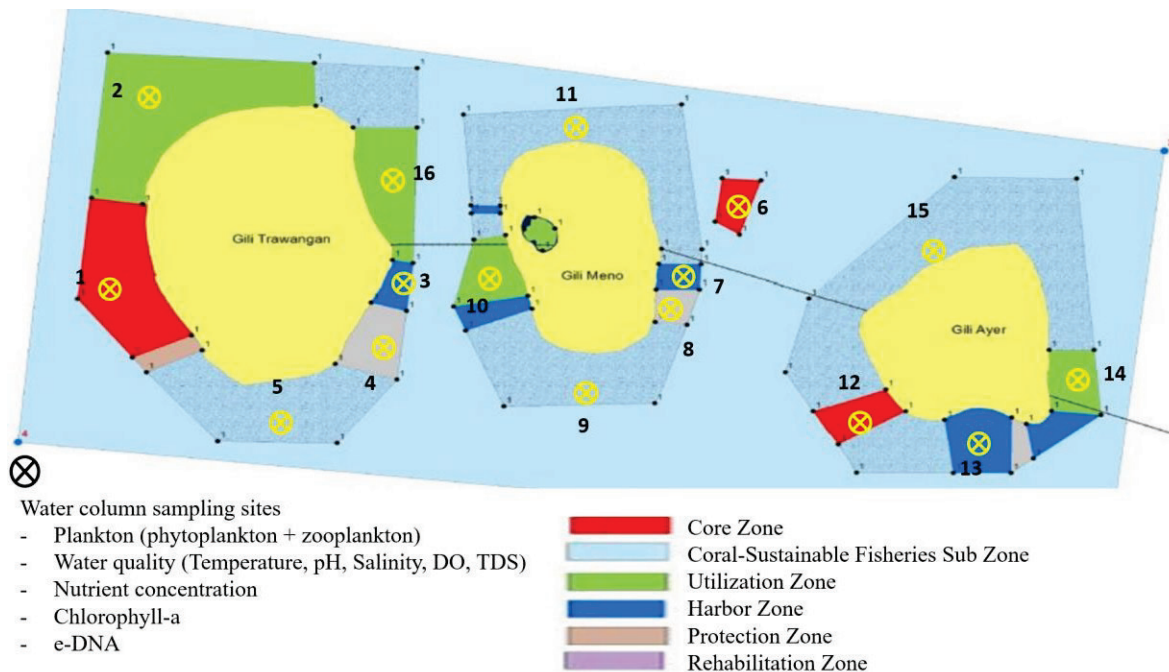 11
2
16
15
6
Gili Trawangan
Gili Meno
1
3
7
10
Gili Ayer
8
12
14
5
4
9
13
4
Water column sampling sites
- Plankton (phytoplankton + zooplankton)
- Water quality (Temperature, pH, Salinity, DO, TDS)
- Nutrient concentration
- Chlorophyll-a
- e-DNA
Core Zone
Coral-Sustainable Fisheries Sub Zone
Utilization Zone
Harbor Zone
Protection Zone
Rehabilitation Zone